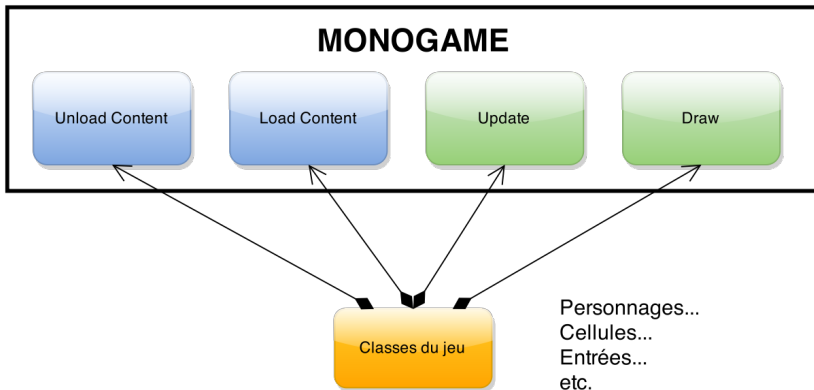 MONOGAME
Unload Content
Load Content
Update
Draw
Classes du jeu
Personnages...
Cellules...
Entrées...
etc.